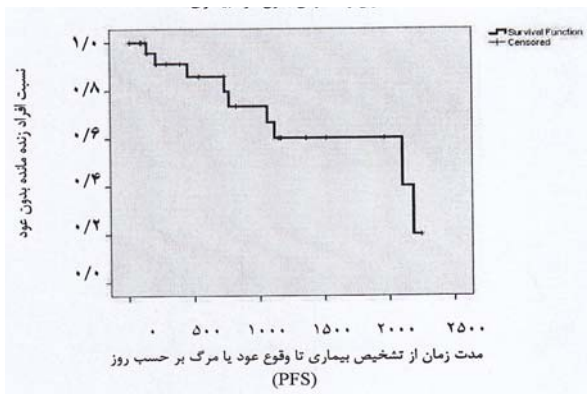 Survival Function
Censored
نسبت افراد زنده مانده بدون عود
۱/۰
۰/۸
۰/۶
۰/۴
۰/۲
۰/۰
۰ ۵۰۰ ۱۰۰۰ ۱۵۰۰ ۲۰۰۰ ۲۵۰۰
مدت زمان از تشخیص بیماری تا وقوع عود یا مرگ بر حسب روز
(PFS)